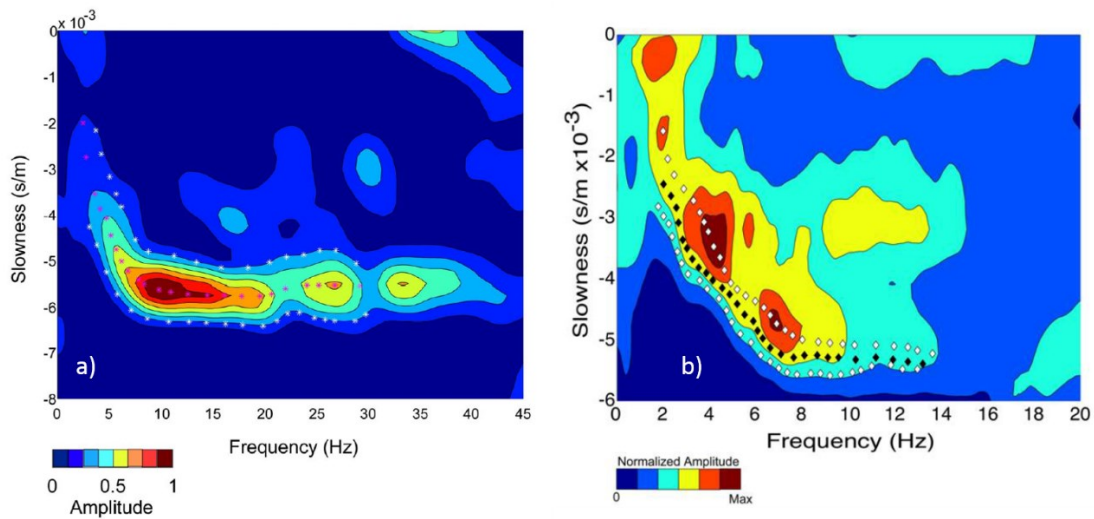 × 10⁻³
0
-1
-2
-3
-4
-5
-6
-7
-8
Slowness (s/m)
a)
0 5 10 15 20 25 30 35 40 45
Frequency (Hz)
0 0.5 1
Amplitude
0
-1
-2
-3
-4
-5
-6
Slowness (s/m x10⁻³)
b)
0 2 4 6 8 10 12 14 16 18 20
Frequency (Hz)
Normalized Amplitude
0 Max